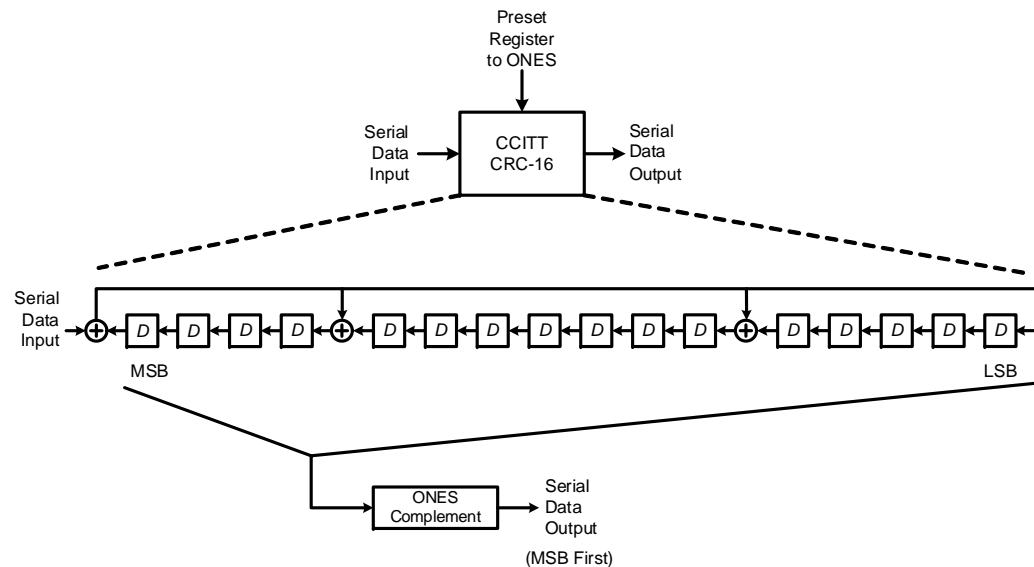 Preset
Register
to ONES
Serial
Data
Input
CCITT
CRC-16
Serial
Data
Output
Serial
Data
Input
D D D D D D D D D D D D D D D D
MSB
LSB
ONES
Complement
Serial
Data
Output
(MSB First)